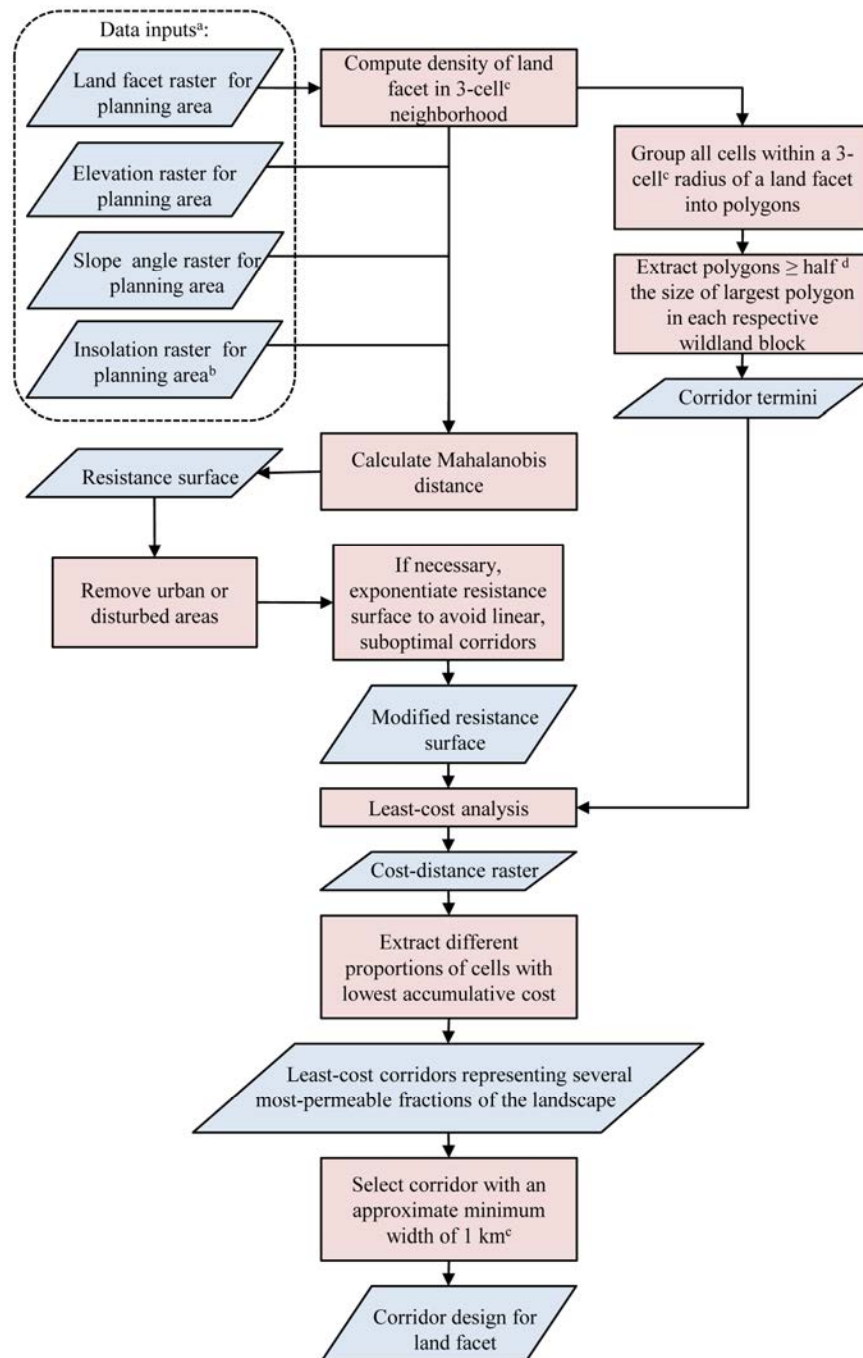 Data inputsᵃ:
Land facet raster for
planning area
Compute density of land
facet in 3-cellᶜ
neighborhood
Elevation raster for
planning area
Group all cells within a 3-
cellᶜ radius of a land facet
into polygons
Slope angle raster for
planning area
Extract polygons ≥ half ᵈ
the size of largest polygon
in each respective
wildland block
Insolation raster for
planning areaᵇ
Corridor termini
Resistance surface
Calculate Mahalanobis
distance
Remove urban or
disturbed areas
If necessary,
exponentiate resistance
surface to avoid linear,
suboptimal corridors
Modified resistance
surface
Least-cost analysis
Cost-distance raster
Extract different
proportions of cells with
lowest accumulative cost
Least-cost corridors representing several
most-permeable fractions of the landscape
Select corridor with an
approximate minimum
width of 1 kmᶜ
Corridor design for
land facet